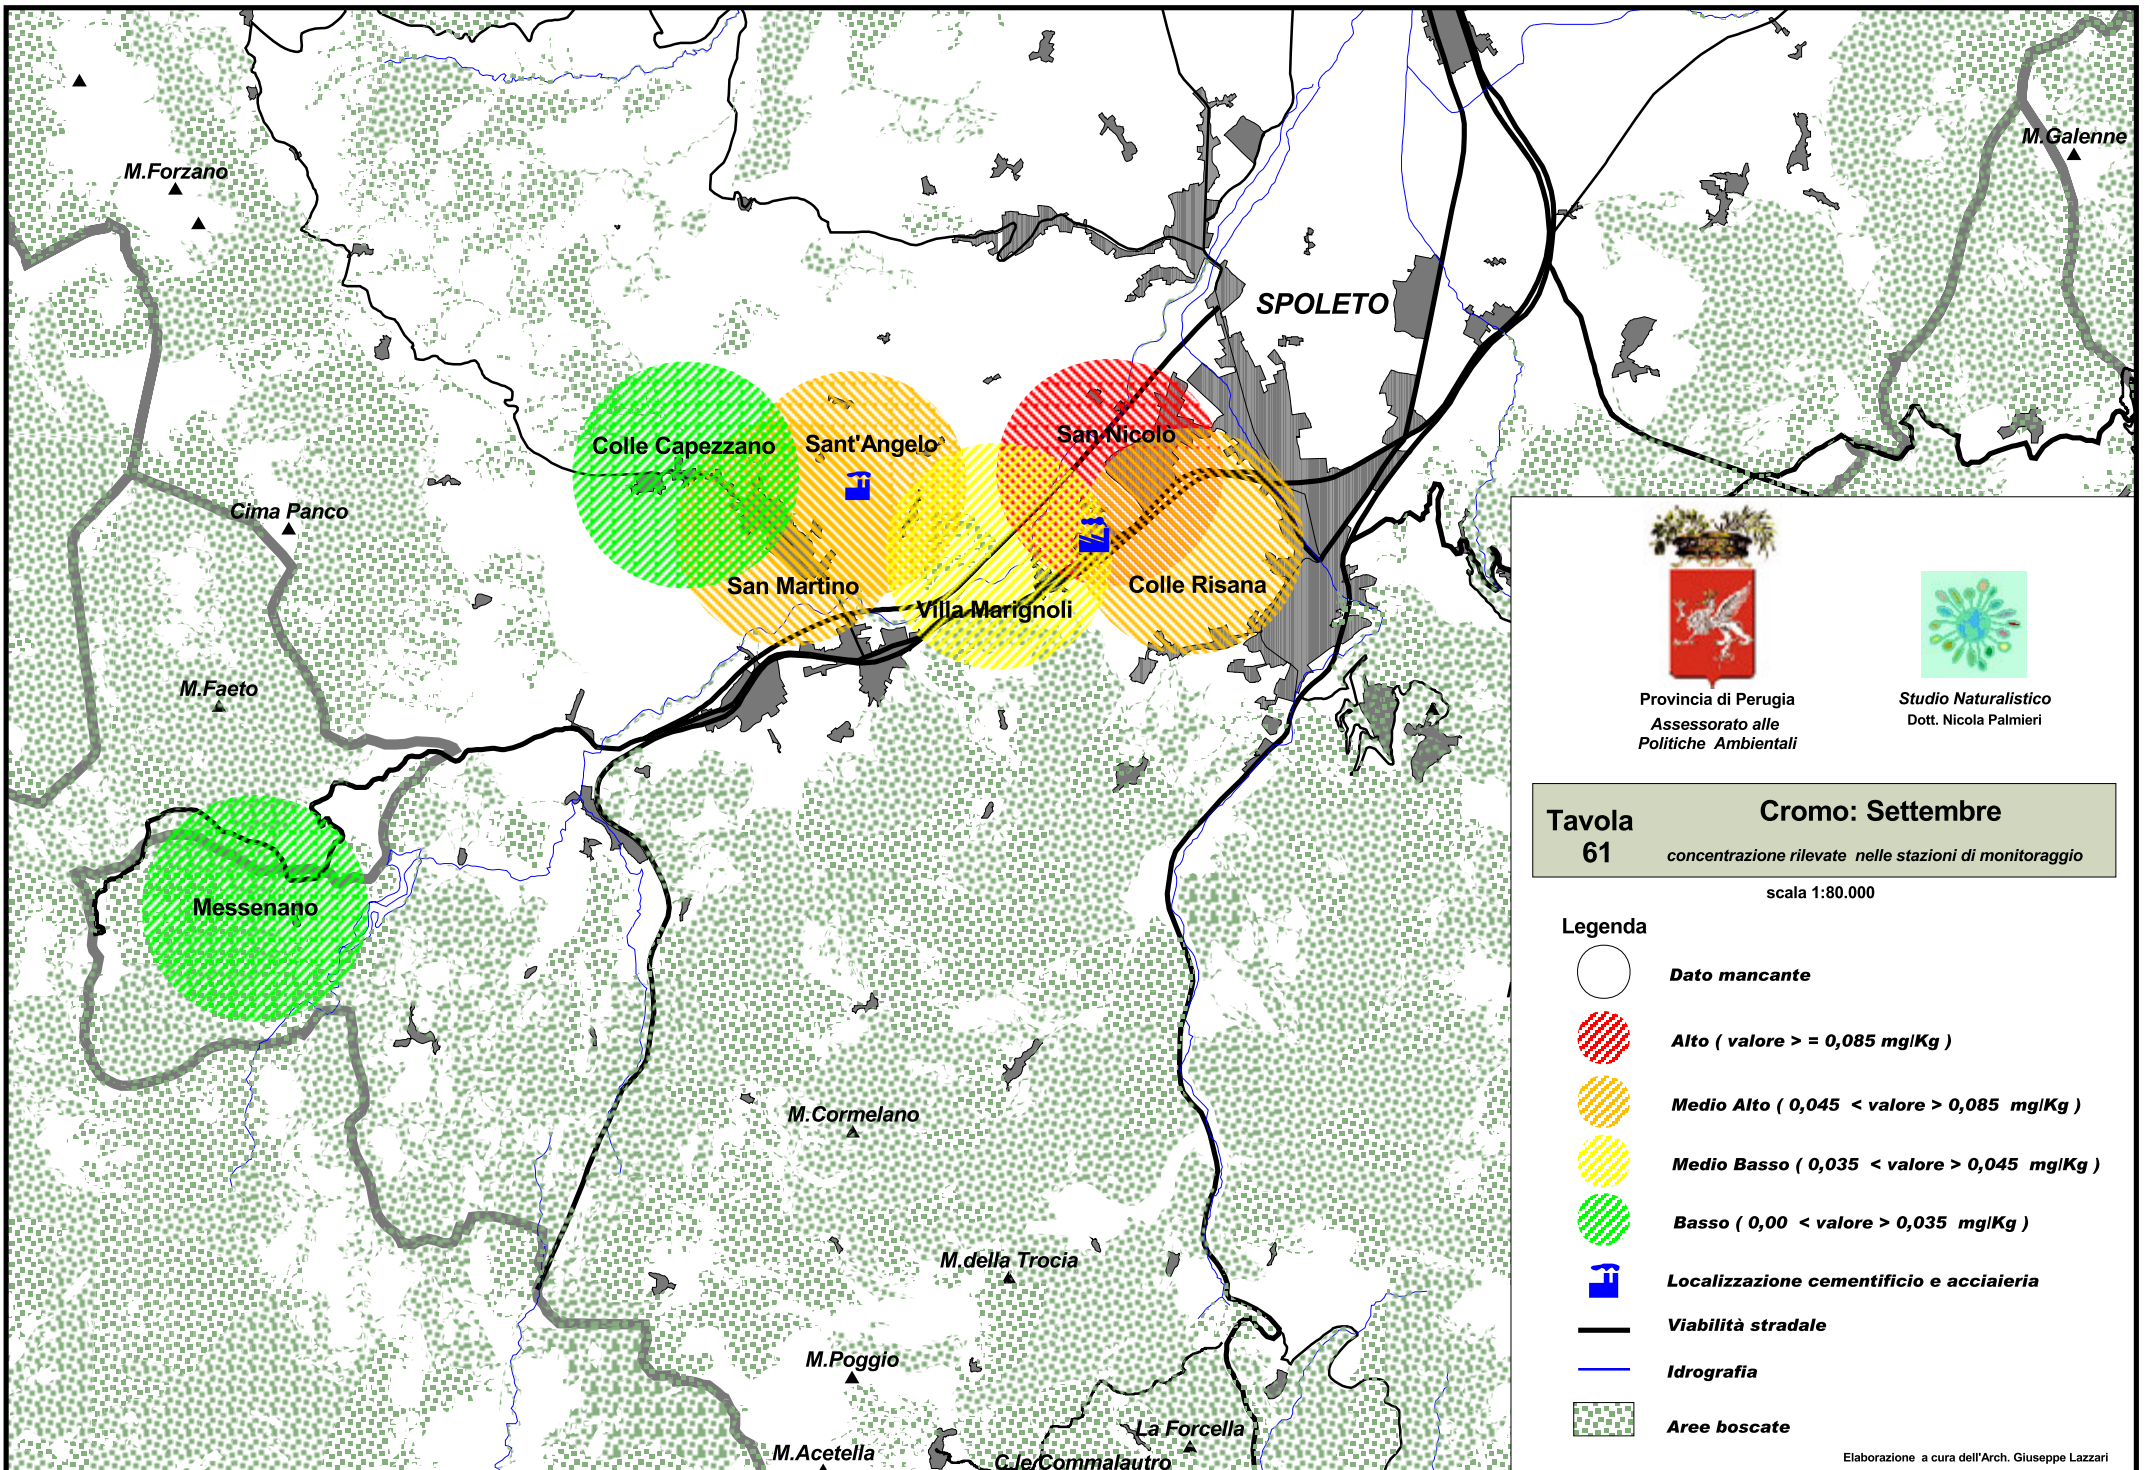 M.Galenne
M.Forzano
SPOLETO
San Nicolò
Colle Capezzano
Sant'Angelo
Cima Panco
San Martino
Colle Risana
Villa Marignoli
M.Faeto
Messenano
M.Cormelano
M.della Trocia
M.Poggio
La Forcella
M.Acetella
C.le/Commalautro
Provincia di Perugia
Assessorato alle
Politiche Ambientali
Studio Naturalistico
Dott. Nicola Palmieri
Tavola
61
Cromo: Settembre
concentrazione rilevate nelle stazioni di monitoraggio
scala 1:80.000
Legenda
Dato mancante
Alto ( valore > = 0,085 mg/Kg )
Medio Alto ( 0,045 < valore > 0,085 mg/Kg )
Medio Basso ( 0,035 < valore > 0,045 mg/Kg )
Basso ( 0,00 < valore > 0,035 mg/Kg )
Localizzazione cementificio e acciaieria
Viabilità stradale
Idrografia
Aree boscate
Elaborazione a cura dell'Arch. Giuseppe Lazzari